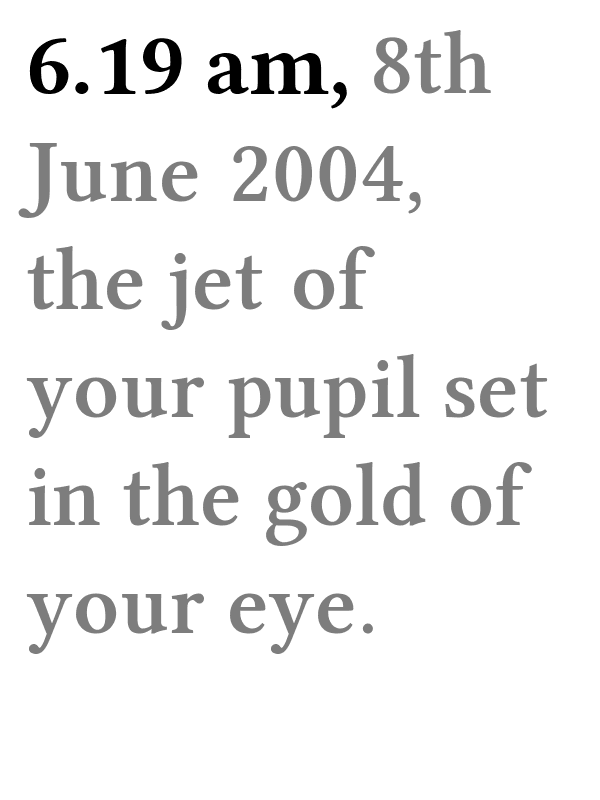 6.19 am, 8th
June 2004,
the jet of
your pupil set
in the gold of
your eye.